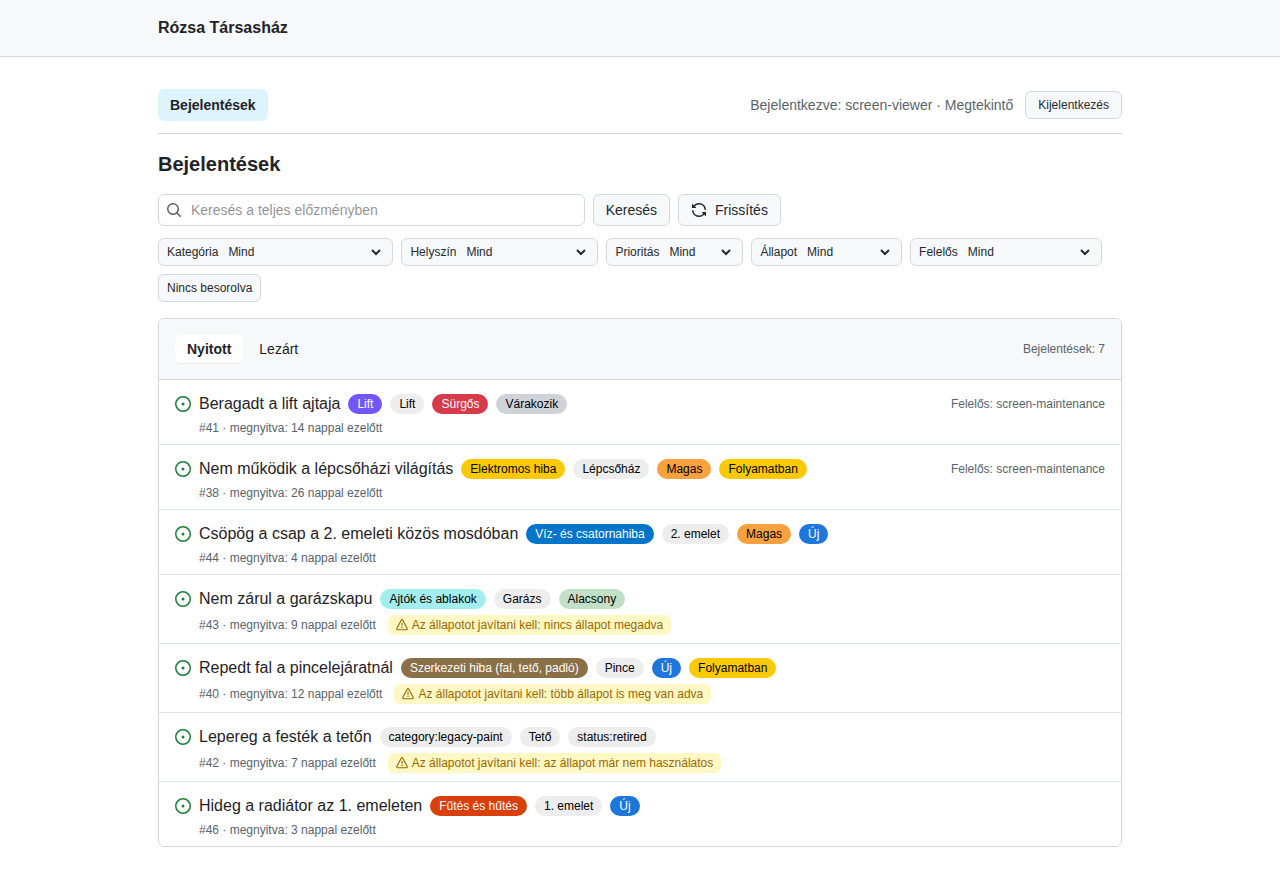 Rózsa Társasház
Bejelentések Bejelentkezve: screen-viewer · Megtekintő Kijelentkezés
Bejelentések
Keresés a teljes előzményben Keresés Frissítés
Kategória Mind Helyszín Mind Prioritás Mind Állapot Mind Felelős Mind
Nincs besorolva
Nyitott Lezárt Bejelentések: 7
Beragadt a lift ajtaja Lift Lift Sürgős Várakozik Felelős: screen-maintenance
#41 · megnyitva: 14 nappal ezelőtt
Nem működik a lépcsőházi világítás Elektromos hiba Lépcsőház Magas Folyamatban Felelős: screen-maintenance
#38 · megnyitva: 26 nappal ezelőtt
Csöpög a csap a 2. emeleti közös mosdóban Víz- és csatornahiba 2. emelet Magas Új
#44 · megnyitva: 4 nappal ezelőtt
Nem zárul a garázskapu Ajtók és ablakok Garázs Alacsony
#43 · megnyitva: 9 nappal ezelőtt Az állapotot javítani kell: nincs állapot megadva
Repedt fal a pincelejáratnál Szerkezeti hiba (fal, tető, padló) Pince Új Folyamatban
#40 · megnyitva: 12 nappal ezelőtt Az állapotot javítani kell: több állapot is meg van adva
Lepereg a festék a tetőn category:legacy-paint Tető status:retired
#42 · megnyitva: 7 nappal ezelőtt Az állapotot javítani kell: az állapot már nem használatos
Hideg a radiátor az 1. emeleten Fűtés és hűtés 1. emelet Új
#46 · megnyitva: 3 nappal ezelőtt